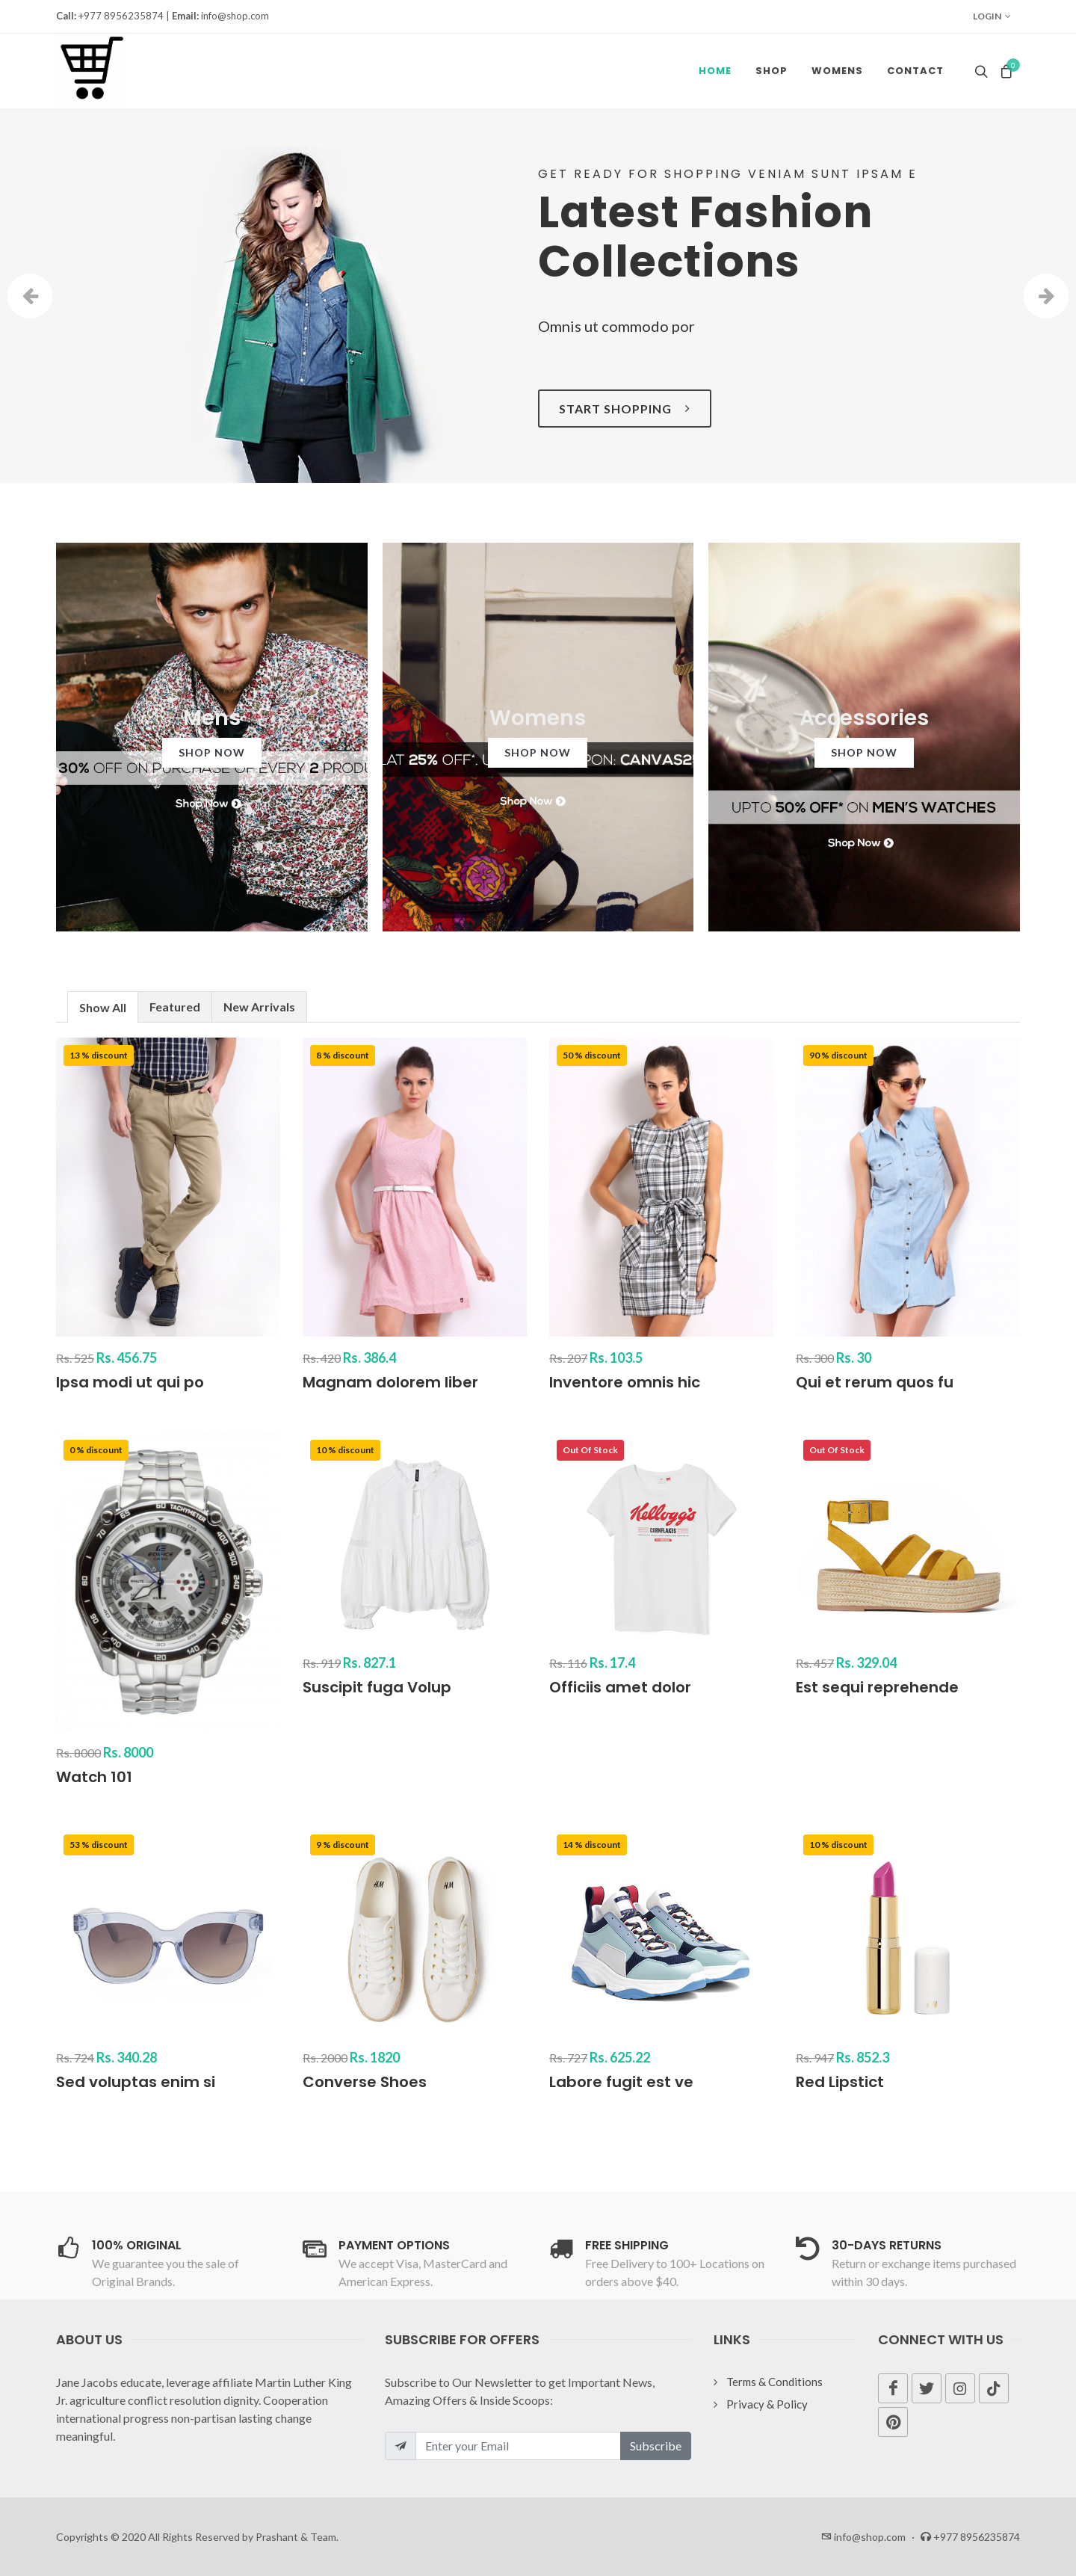 Call: +977 8956235874 | Email: info@shop.com
LOGIN
HOME SHOP WOMENS CONTACT
0
GET READY FOR SHOPPING VENIAM SUNT IPSAM E
Latest Fashion
Collections
Omnis ut commodo por
START SHOPPING
Mens
SHOP NOW
30% OFF ON PURCHASE OF EVERY 2 PRODU
Shop Now
Womens
SHOP NOW
LAT 25% OFF*. U PON: CANVAS25
Shop Now
Accessories
SHOP NOW
UPTO 50% OFF* ON MEN'S WATCHES
Shop Now
Show All Featured New Arrivals
13 % discount
8 % discount
50 % discount
90 % discount
Rs. 525 Rs. 456.75
Ipsa modi ut qui po
Rs. 420 Rs. 386.4
Magnam dolorem liber
Rs. 207 Rs. 103.5
Inventore omnis hic
Rs. 300 Rs. 30
Qui et rerum quos fu
0 % discount
10 % discount
Out Of Stock
Out Of Stock
TACHYMETER
EDIFICE
Kellogg's
CORNFLAKES
Rs. 8000 Rs. 8000
Watch 101
Rs. 919 Rs. 827.1
Suscipit fuga Volup
Rs. 116 Rs. 17.4
Officiis amet dolor
Rs. 457 Rs. 329.04
Est sequi reprehende
53 % discount
9 % discount
14 % discount
10 % discount
H&M
H&M
Rs. 724 Rs. 340.28
Sed voluptas enim si
Rs. 2000 Rs. 1820
Converse Shoes
Rs. 727 Rs. 625.22
Labore fugit est ve
Rs. 947 Rs. 852.3
Red Lipstict
100% ORIGINAL
We guarantee you the sale of
Original Brands.
PAYMENT OPTIONS
We accept Visa, MasterCard and
American Express.
FREE SHIPPING
Free Delivery to 100+ Locations on
orders above $40.
30-DAYS RETURNS
Return or exchange items purchased
within 30 days.
ABOUT US
Jane Jacobs educate, leverage affiliate Martin Luther King
Jr. agriculture conflict resolution dignity. Cooperation
international progress non-partisan lasting change
meaningful.
SUBSCRIBE FOR OFFERS
Subscribe to Our Newsletter to get Important News,
Amazing Offers & Inside Scoops:
Enter your Email
Subscribe
LINKS
Terms & Conditions
Privacy & Policy
CONNECT WITH US
Copyrights © 2020 All Rights Reserved by Prashant & Team.
info@shop.com · +977 8956235874